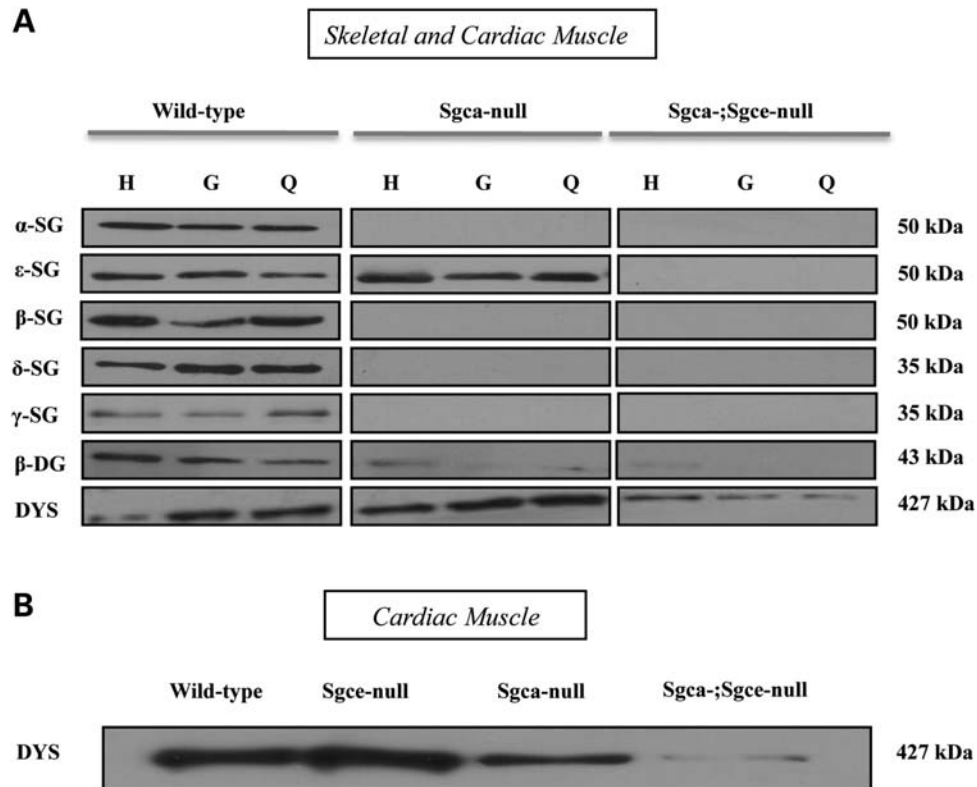 A
Skeletal and Cardiac Muscle
Wild-type Sgca-null Sgca-;Sgce-null
H G Q H G Q H G Q
α-SG 50 kDa
ε-SG 50 kDa
β-SG 50 kDa
δ-SG 35 kDa
γ-SG 35 kDa
β-DG 43 kDa
DYS 427 kDa
B
Cardiac Muscle
Wild-type Sgce-null Sgca-null Sgca-;Sgce-null
DYS 427 kDa